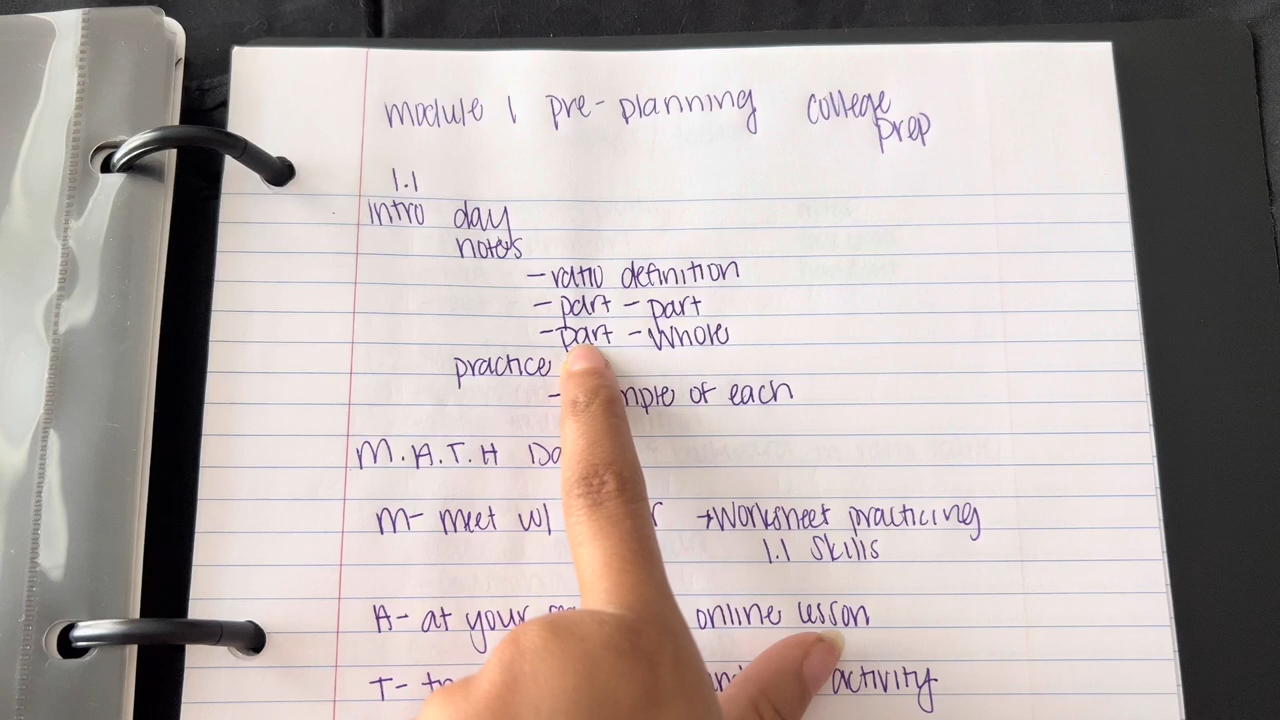 module 1 pre-planning college prep
1.1
intro day
notes
- ratio definition
- part - part
- part - whole
practice
- of each
M.A.T.H
M- meet w/ → worksheet practicing
1.1 skills
A- at your online lesson
T- activity